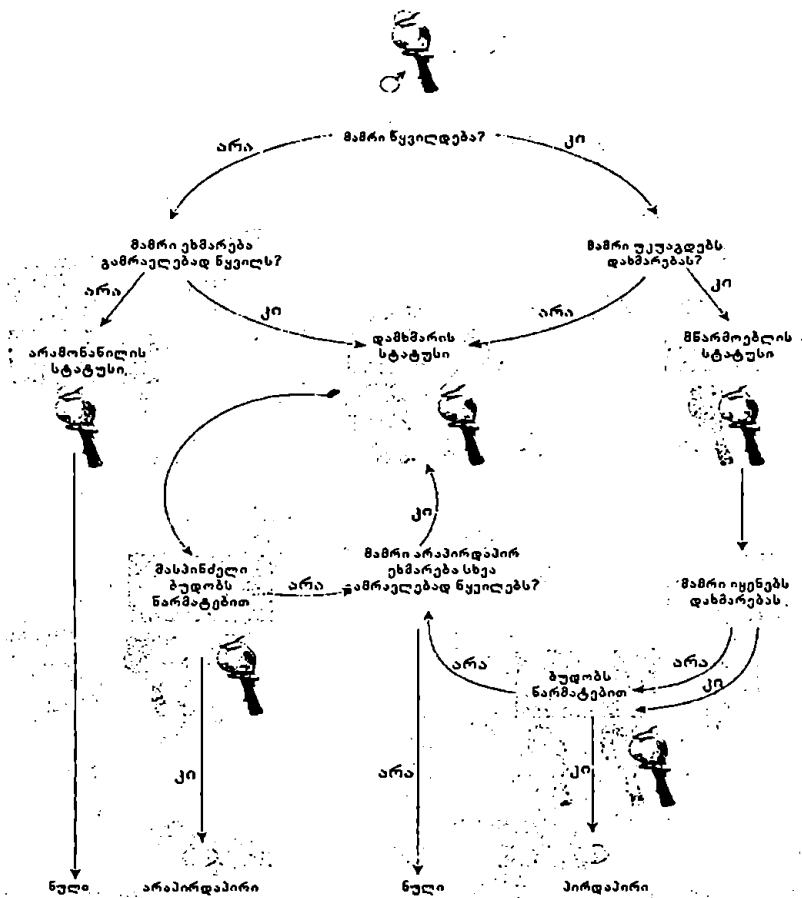 არა
მამრი წყვილდება?
კი
მამრი ეხმარება
გამრავლებად წყვილს?
მამრი უკუაგდებს
დახმარებას?
არა
კი
არა
კი
არამონაწილის
სტატუსი
დამხმარის
სტატუსი
მწარმოებლის
სტატუსი
კი
მასპინძელი
ბუდობს
წარმატებით
არა
მამრი არაპირდაპირ
ეხმარება სხვა
გამრავლებად წყვილებს?
მამრი იყენებს
დახმარებას
არა
ბუდობს
წარმატებით
არა
კი
კი
არა
კი
ნული
არაპირდაპირი
ნული
პირდაპირი